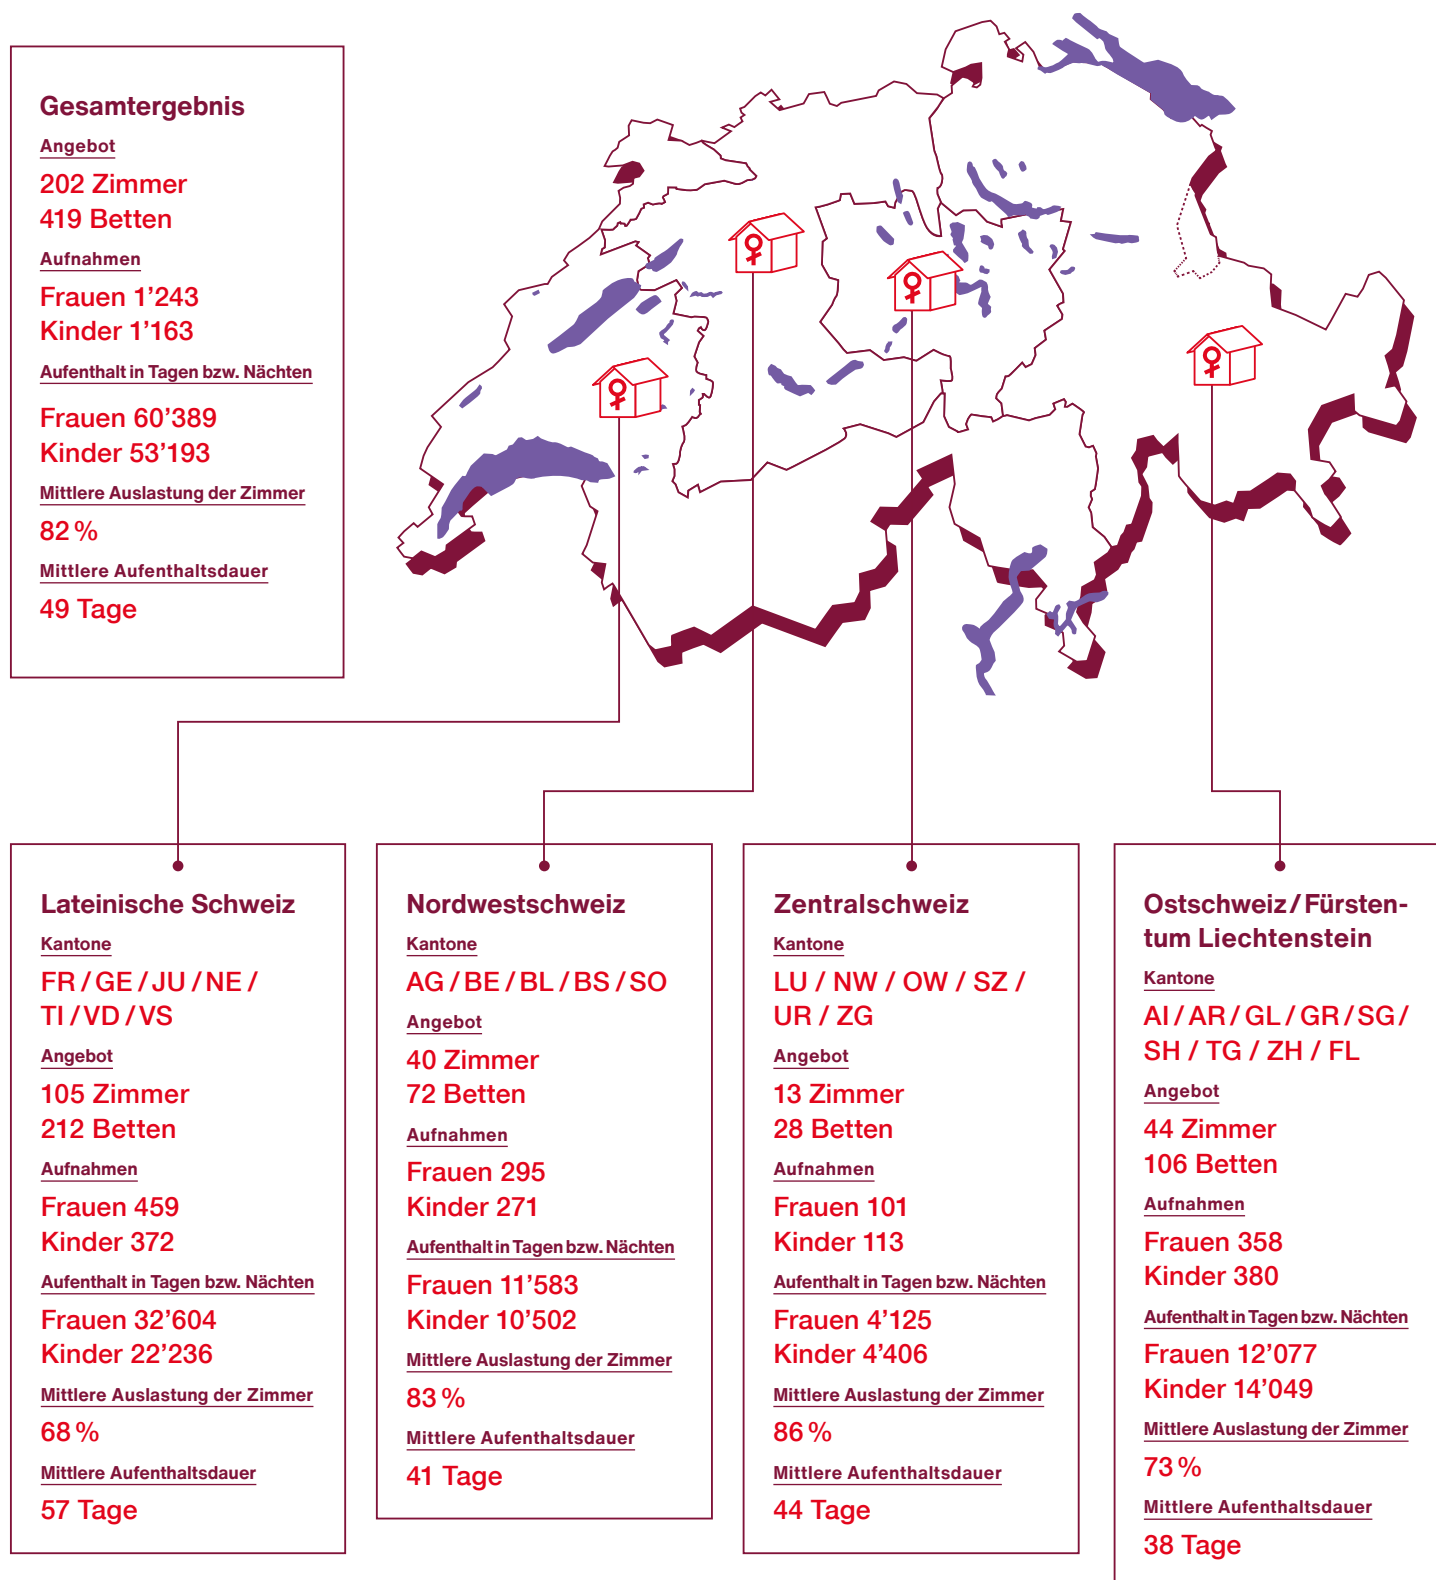 Gesamtergebnis
Angebot
202 Zimmer
419 Betten
Aufnahmen
Frauen 1’243
Kinder 1’163
Aufenthalt in Tagen bzw. Nächten
Frauen 60’389
Kinder 53’193
Mittlere Auslastung der Zimmer
82 %
Mittlere Aufenthaltsdauer
49 Tage
Lateinische Schweiz
Kantone
FR / GE / JU / NE /
TI / VD / VS
Angebot
105 Zimmer
212 Betten
Aufnahmen
Frauen 459
Kinder 372
Aufenthalt in Tagen bzw. Nächten
Frauen 32’604
Kinder 22’236
Mittlere Auslastung der Zimmer
68 %
Mittlere Aufenthaltsdauer
57 Tage
Nordwestschweiz
Kantone
AG / BE / BL / BS / SO
Angebot
40 Zimmer
72 Betten
Aufnahmen
Frauen 295
Kinder 271
Aufenthalt in Tagen bzw. Nächten
Frauen 11’583
Kinder 10’502
Mittlere Auslastung der Zimmer
83 %
Mittlere Aufenthaltsdauer
41 Tage
Zentralschweiz
Kantone
LU / NW / OW / SZ /
UR / ZG
Angebot
13 Zimmer
28 Betten
Aufnahmen
Frauen 101
Kinder 113
Aufenthalt in Tagen bzw. Nächten
Frauen 4’125
Kinder 4’406
Mittlere Auslastung der Zimmer
86 %
Mittlere Aufenthaltsdauer
44 Tage
Ostschweiz / Fürsten-
tum Liechtenstein
Kantone
AI / AR / GL / GR / SG /
SH / TG / ZH / FL
Angebot
44 Zimmer
106 Betten
Aufnahmen
Frauen 358
Kinder 380
Aufenthalt in Tagen bzw. Nächten
Frauen 12’077
Kinder 14’049
Mittlere Auslastung der Zimmer
73 %
Mittlere Aufenthaltsdauer
38 Tage